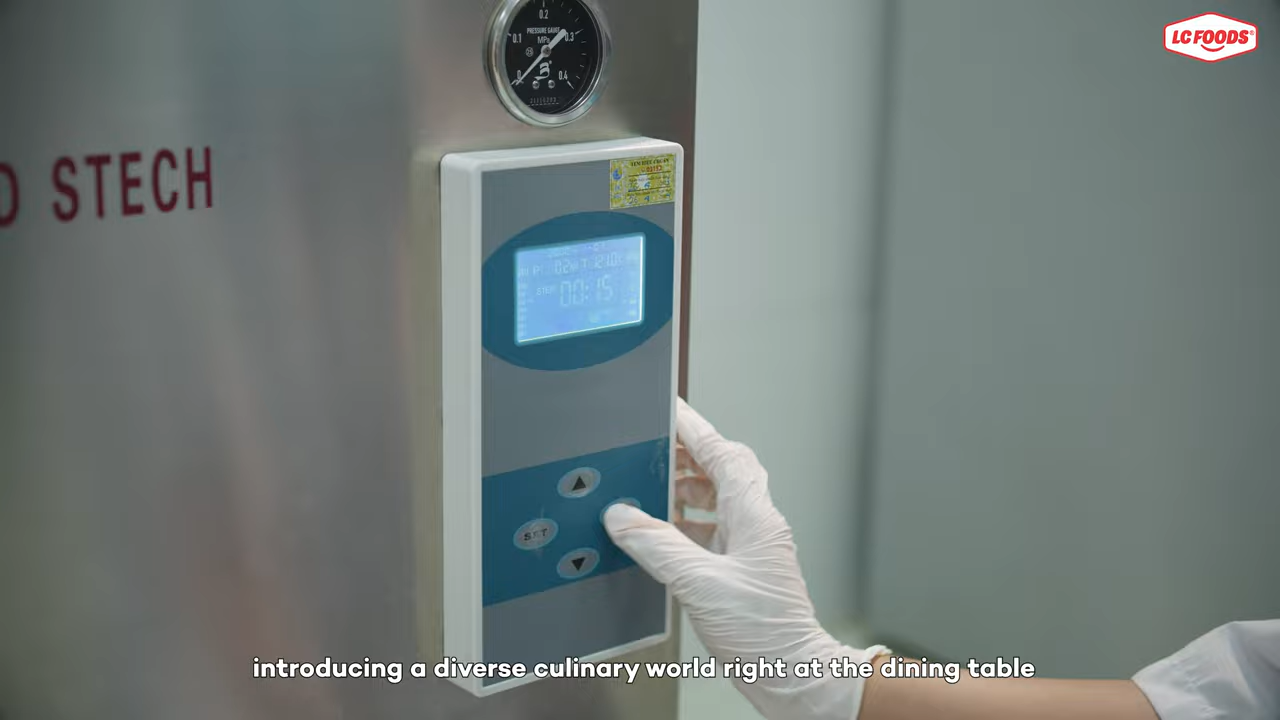 LC FOODS®
0.2
PRESSURE GAUGE
0.1
MPa
0.3
0
0.4
D STECH
00:15
SET
introducing a diverse culinary world right at the dining table